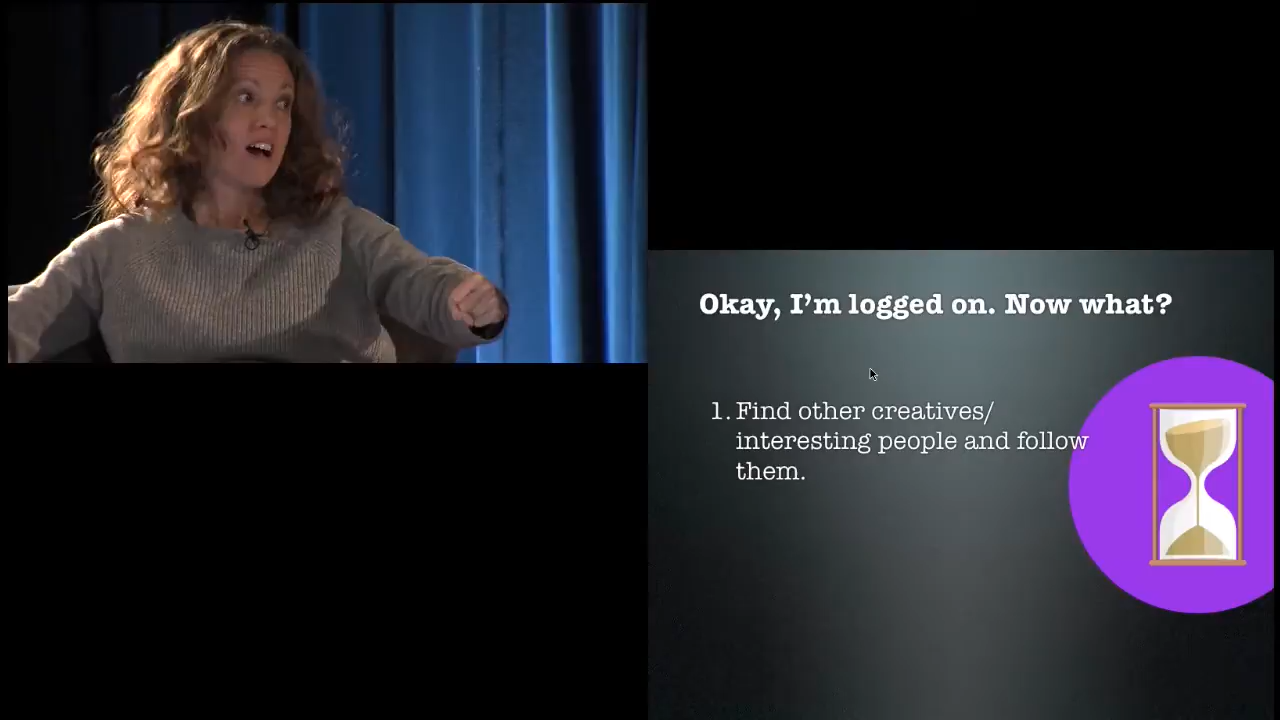 Okay, I'm logged on. Now what?
1. Find other creatives/
interesting people and follow
them.